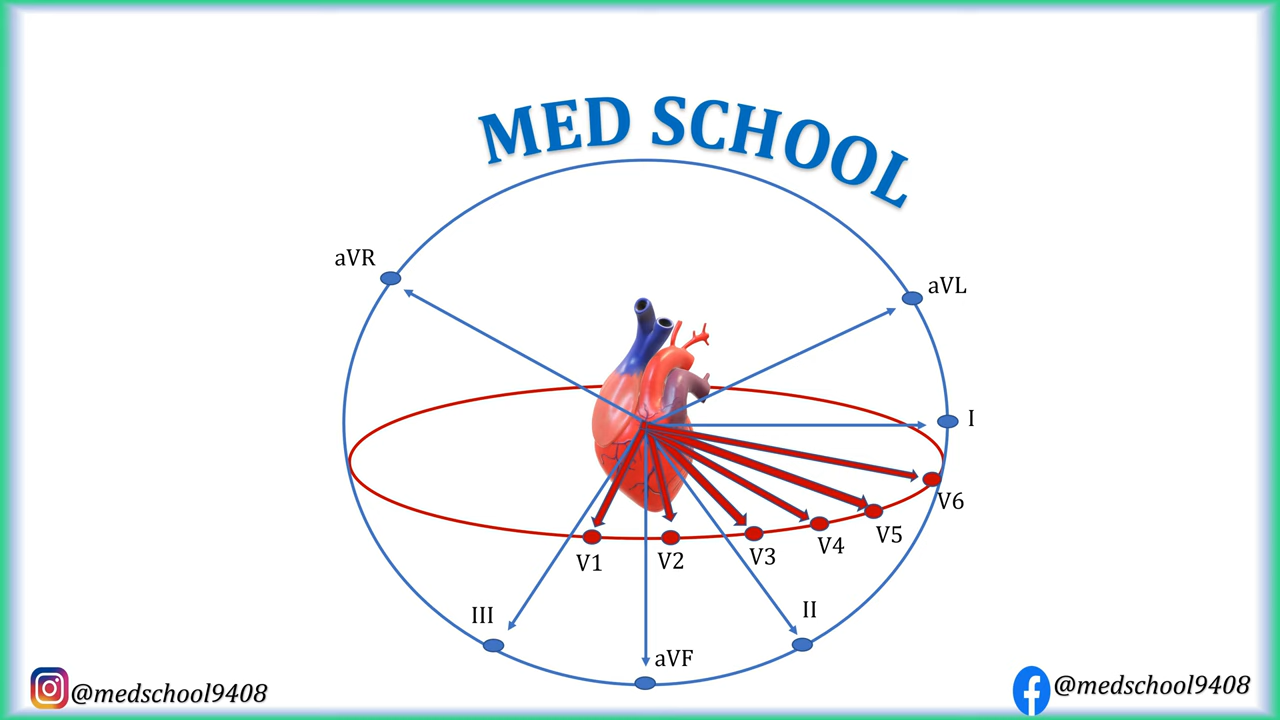 MED SCHOOL
aVR
aVL
I
V6
V5
V4
V3
V2
V1
II
III
aVF
@medschool9408
@medschool9408